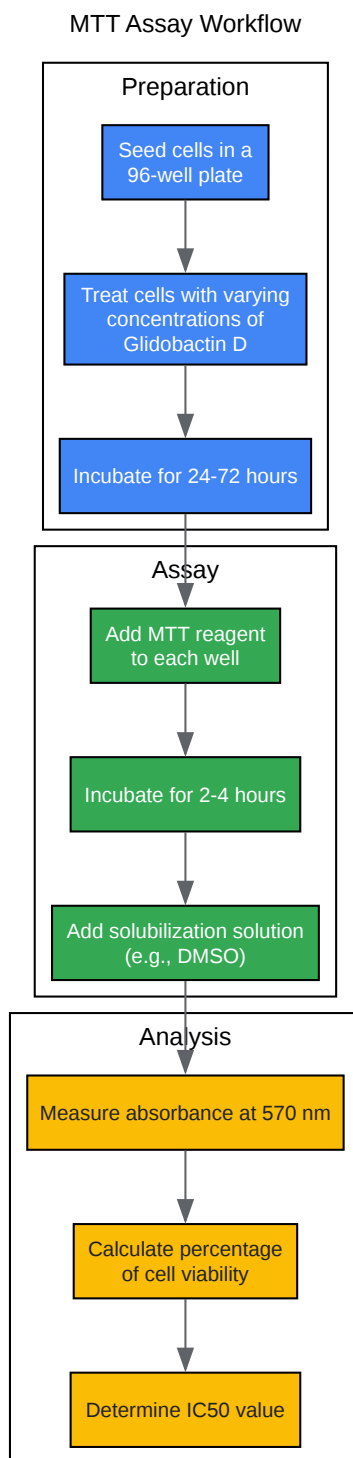 MTT Assay Workflow
Preparation
Seed cells in a
96-well plate
Treat cells with varying
concentrations of
Glidobactin D
Incubate for 24-72 hours
Assay
Add MTT reagent
to each well
Incubate for 2-4 hours
Add solubilization solution
(e.g., DMSO)
Analysis
Measure absorbance at 570 nm
Calculate percentage
of cell viability
Determine IC50 value